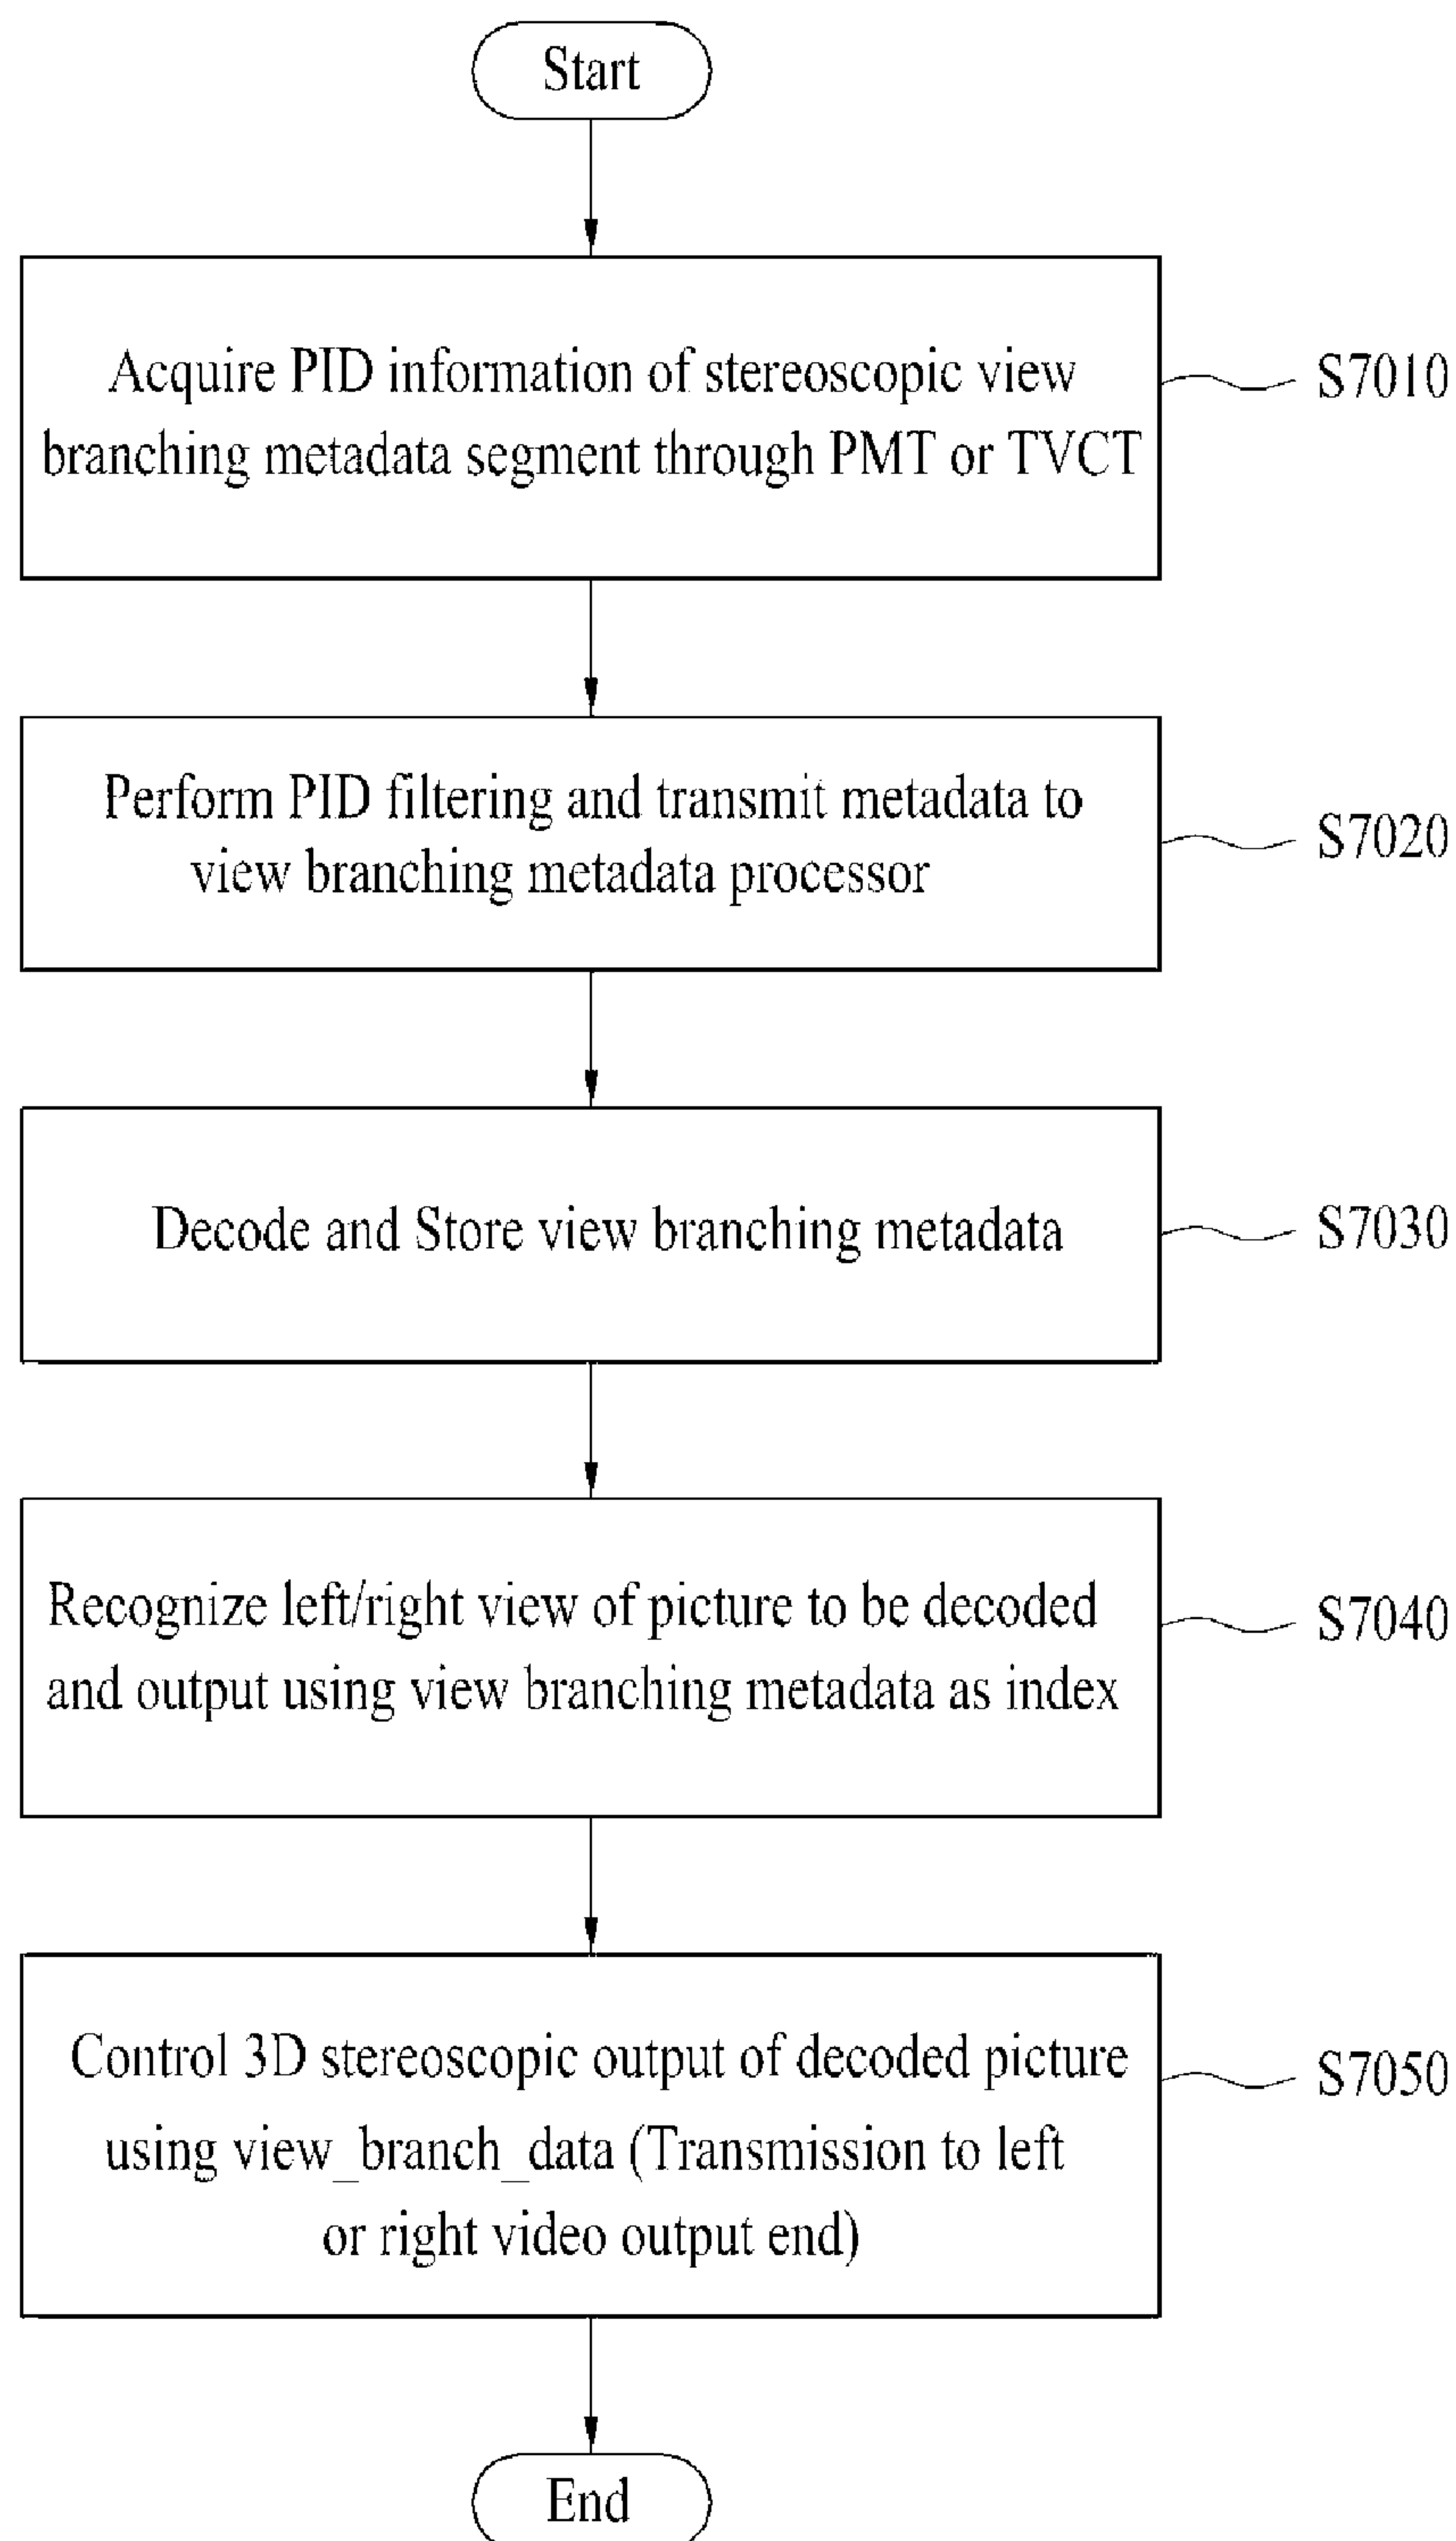 Start
Acquire PID information of stereoscopic view
branching metadata segment through PMT or TVCT
S7010
Perform PID filtering and transmit metadata to
view branching metadata processor
S7020
Decode and Store view branching metadata
S7030
Recognize left/right view of picture to be decoded
and output using view branching metadata as index
S7040
Control 3D stereoscopic output of decoded picture
using view_branch_data (Transmission to left
or right video output end)
S7050
End